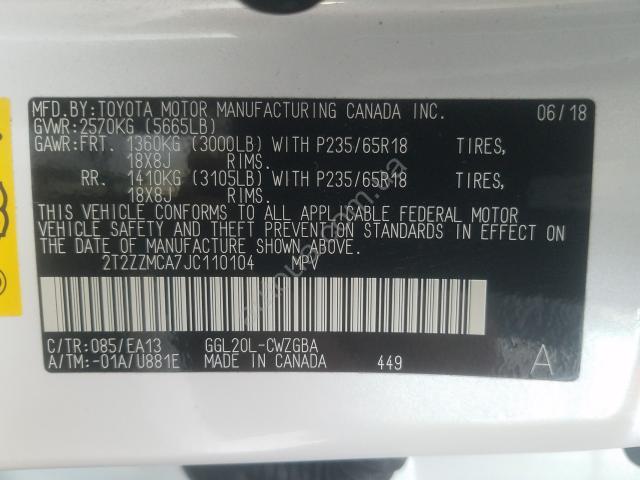 MFD.BY:TOYOTA MOTOR MANUFACTURING CANADA INC. 06/18
GVWR:2570KG (5665LB)
GAWR:FRT. 1360KG (3000LB) WITH P235/65R18 TIRES,
18X8J RIMS.
RR. 1410KG (3105LB) WITH P235/65R18 TIRES,
18X8J RIMS.
THIS VEHICLE CONFORMS TO ALL APPLICABLE FEDERAL MOTOR
VEHICLE SAFETY AND THEFT PREVENTION STANDARDS IN EFFECT
ON THE DATE OF MANUFACTURE SHOWN ABOVE.
2T2ZZMCA7JC110104 MPV
C/TR:085/EA13 GGL20L-CWZGBA
A/TM:-01A/U881E MADE IN CANADA 449 A